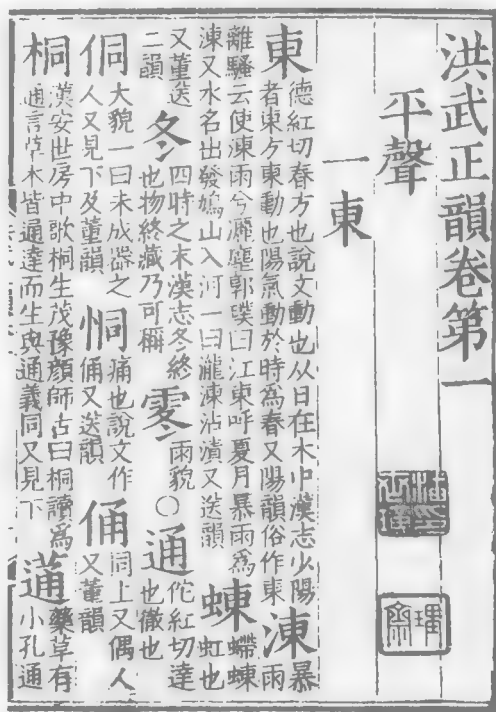 洪武正韻卷第一
平聲
一東
東德紅切春方也說文動也从日在木中漢志少陽者東方東動也陽氣動於時爲春又陽韻俗作東涷暴雨
離騷云使涷雨兮灑塵郭璞曰江東呼夏月暴雨爲涷又水名出發鳩山入河一曰瀧涷沾漬又送韻蝀螮蝀虹也
又董送二韻冬四時之末漢志冬終也物終藏乃可稱䨦雨貌○通佗紅切達也徹也
侗大貌一曰未成器之人又見下及董韻恫痛也說文作俑又送韻俑同上又偶人又董韻
桐漢安世房中歌桐生茂豫顏師古曰桐讀爲通言草木皆通達而生與通義同又見下蓪藥草有小孔通